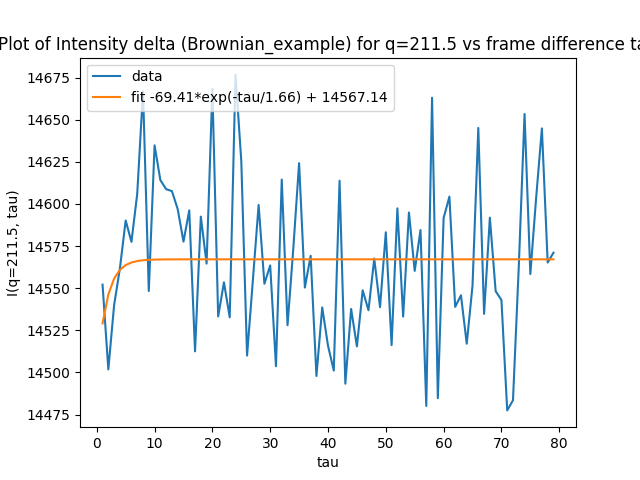 Plot of Intensity delta (Brownian_example) for q=211.5 vs frame difference ta
data
fit -69.41*exp(-tau/1.66) + 14567.14
I(q=211.5, tau)
14675
14650
14625
14600
14575
14550
14525
14500
14475
0 10 20 30 40 50 60 70 80
tau